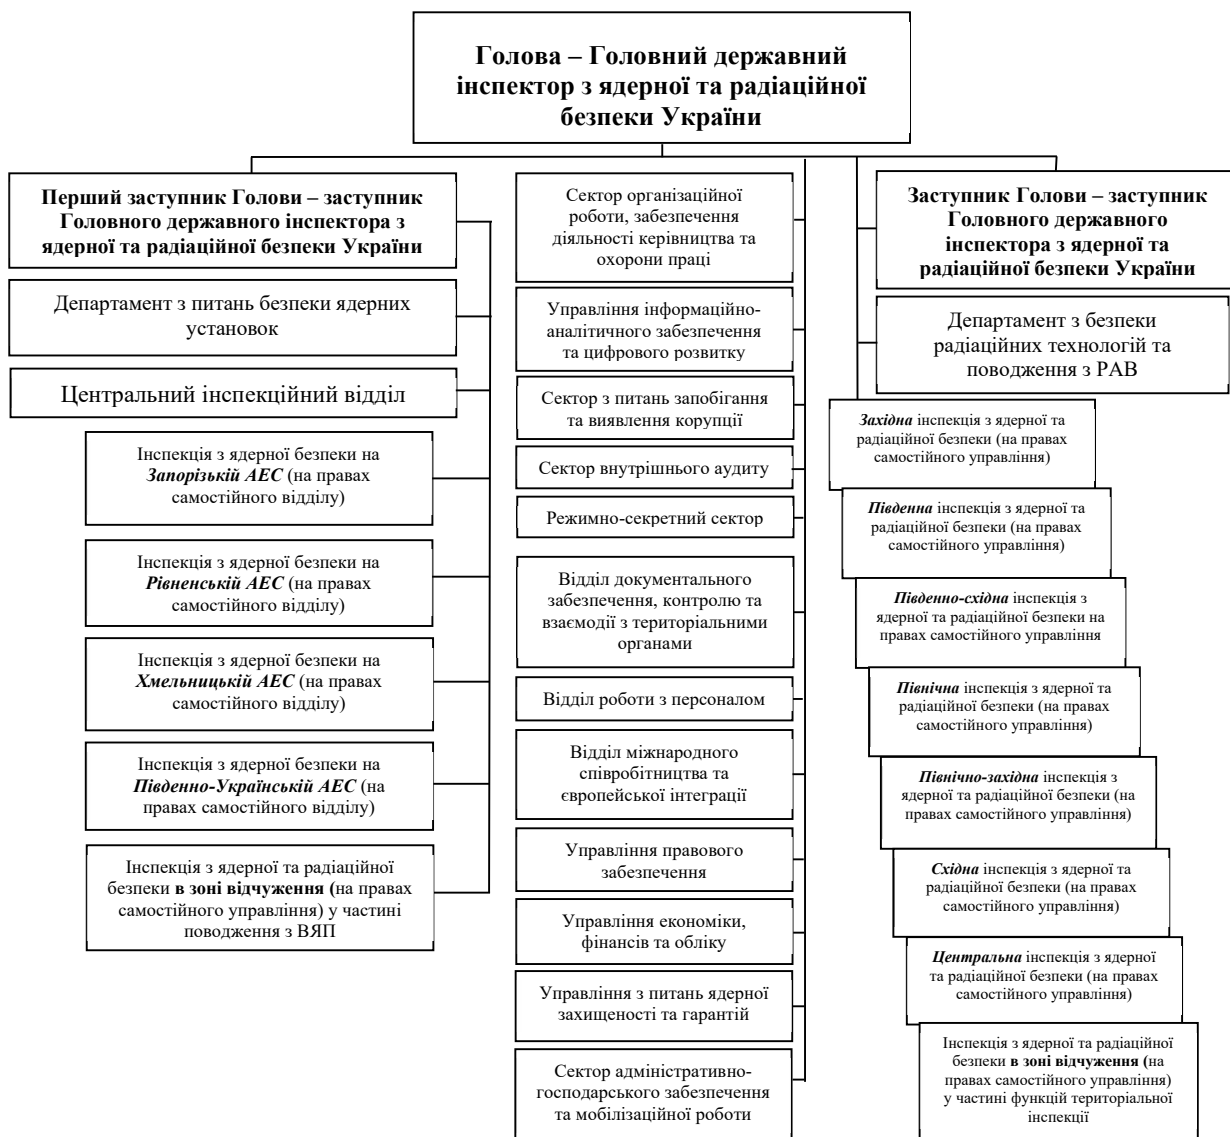 Голова – Головний державний
інспектор з ядерної та радіаційної
безпеки України
Перший заступник Голови – заступник
Головного державного інспектора з
ядерної та радіаційної безпеки України
Департамент з питань безпеки ядерних
установок
Центральний інспекційний відділ
Інспекція з ядерної безпеки на
Запорізькій АЕС (на правах
самостійного відділу)
Інспекція з ядерної безпеки на
Рівненській АЕС (на правах
самостійного відділу)
Інспекція з ядерної безпеки на
Хмельницькій АЕС (на правах
самостійного відділу)
Інспекція з ядерної безпеки на
Південно-Українській АЕС (на
правах самостійного відділу)
Інспекція з ядерної та радіаційної
безпеки в зоні відчуження (на правах
самостійного управління) у частині
поводження з ВЯП
Сектор організаційної
роботи, забезпечення
діяльності керівництва та
охорони праці
Управління інформаційно-
аналітичного забезпечення
та цифрового розвитку
Сектор з питань запобігання
та виявлення корупції
Сектор внутрішнього аудиту
Режимно-секретний сектор
Відділ документального
забезпечення, контролю та
взаємодії з територіальними
органами
Відділ роботи з персоналом
Відділ міжнародного
співробітництва та
європейської інтеграції
Управління правового
забезпечення
Управління економіки,
фінансів та обліку
Управління з питань ядерної
захищеності та гарантій
Сектор адміністративно-
господарського забезпечення
та мобілізаційної роботи
Заступник Голови – заступник
Головного державного
інспектора з ядерної та
радіаційної безпеки України
Департамент з безпеки
радіаційних технологій та
поводження з РАВ
Західна інспекція з ядерної та
радіаційної безпеки (на правах
самостійного управління)
Південна інспекція з ядерної та
радіаційної безпеки (на правах
самостійного управління)
Південно-східна інспекція з
ядерної та радіаційної безпеки на
правах самостійного управління
Північна інспекція з ядерної та
радіаційної безпеки (на правах
самостійного управління)
Північно-західна інспекція з
ядерної та радіаційної безпеки (на
правах самостійного управління)
Східна інспекція з ядерної та
радіаційної безпеки (на правах
самостійного управління)
Центральна інспекція з ядерної
та радіаційної безпеки (на правах
самостійного управління)
Інспекція з ядерної та радіаційної
безпеки в зоні відчуження (на
правах самостійного управління)
у частині функцій територіальної
інспекції